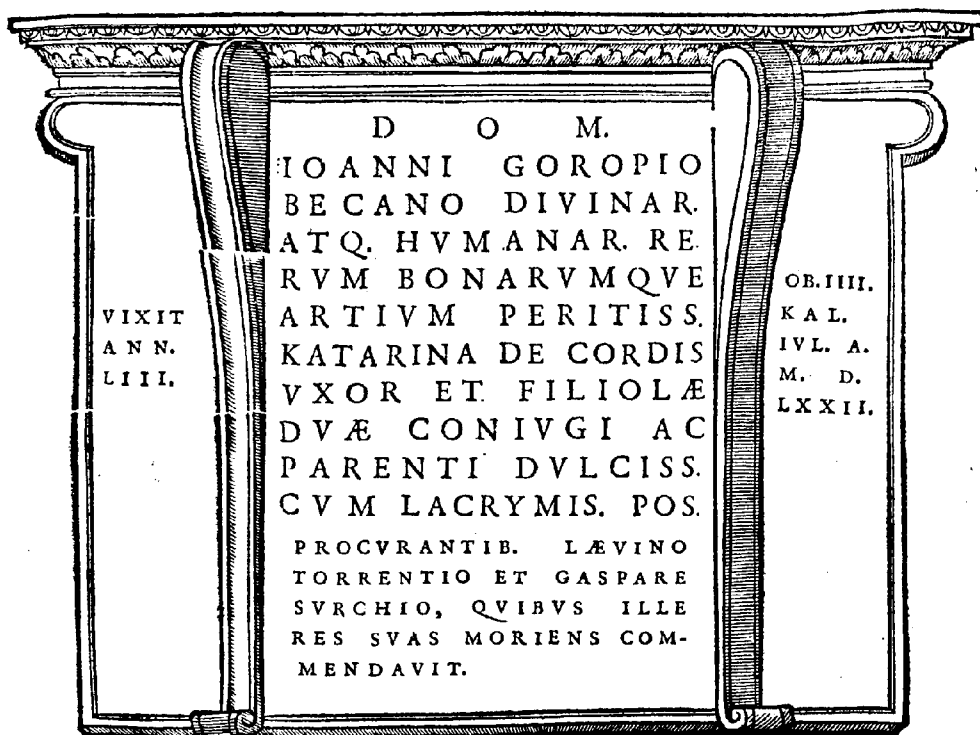 D O M.
IOANNI GOROPIO
BECANO DIVINAR.
ATQ. HVMANAR. RE
RVM BONARVMQVE
ARTIVM PERITISS.
KATARINA DE CORDIS
VXOR ET FILIOLÆ
DVÆ CONIVGI AC
PARENTI DVLCISS.
CVM LACRYMIS. POS.
PROCVRANTIB. LÆVINO
TORRENTIO ET GASPARE
SVRCHIO, QVIBVS ILLE
RES SVAS MORIENS COM-
MENDAVIT.
VIXIT
ANN.
LIII.
OB. IIII.
KAL.
IVL. A.
M. D.
LXXII.